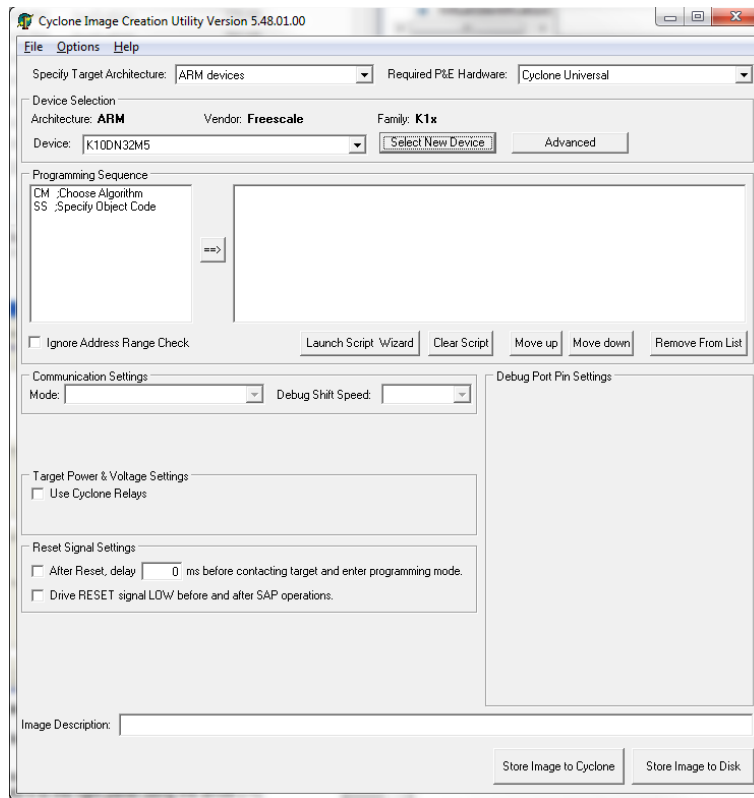 Cyclone Image Creation Utility Version 5.48.01.00
File Options Help
Specify Target Architecture: ARM devices Required P&E Hardware: Cyclone Universal
Device Selection
Architecture: ARM Vendor: Freescale Family: K1x
Device: K10DN32M5 Select New Device Advanced
Programming Sequence
CM ;Choose Algorithm
SS ;Specify Object Code
==>
Ignore Address Range Check Launch Script Wizard Clear Script Move up Move down Remove From List
Communication Settings Debug Port Pin Settings
Mode: Debug Shift Speed:
Target Power & Voltage Settings
Use Cyclone Relays
Reset Signal Settings
After Reset, delay 0 ms before contacting target and enter programming mode.
Drive RESET signal LOW before and after SAP operations.
Image Description:
Store Image to Cyclone Store Image to Disk